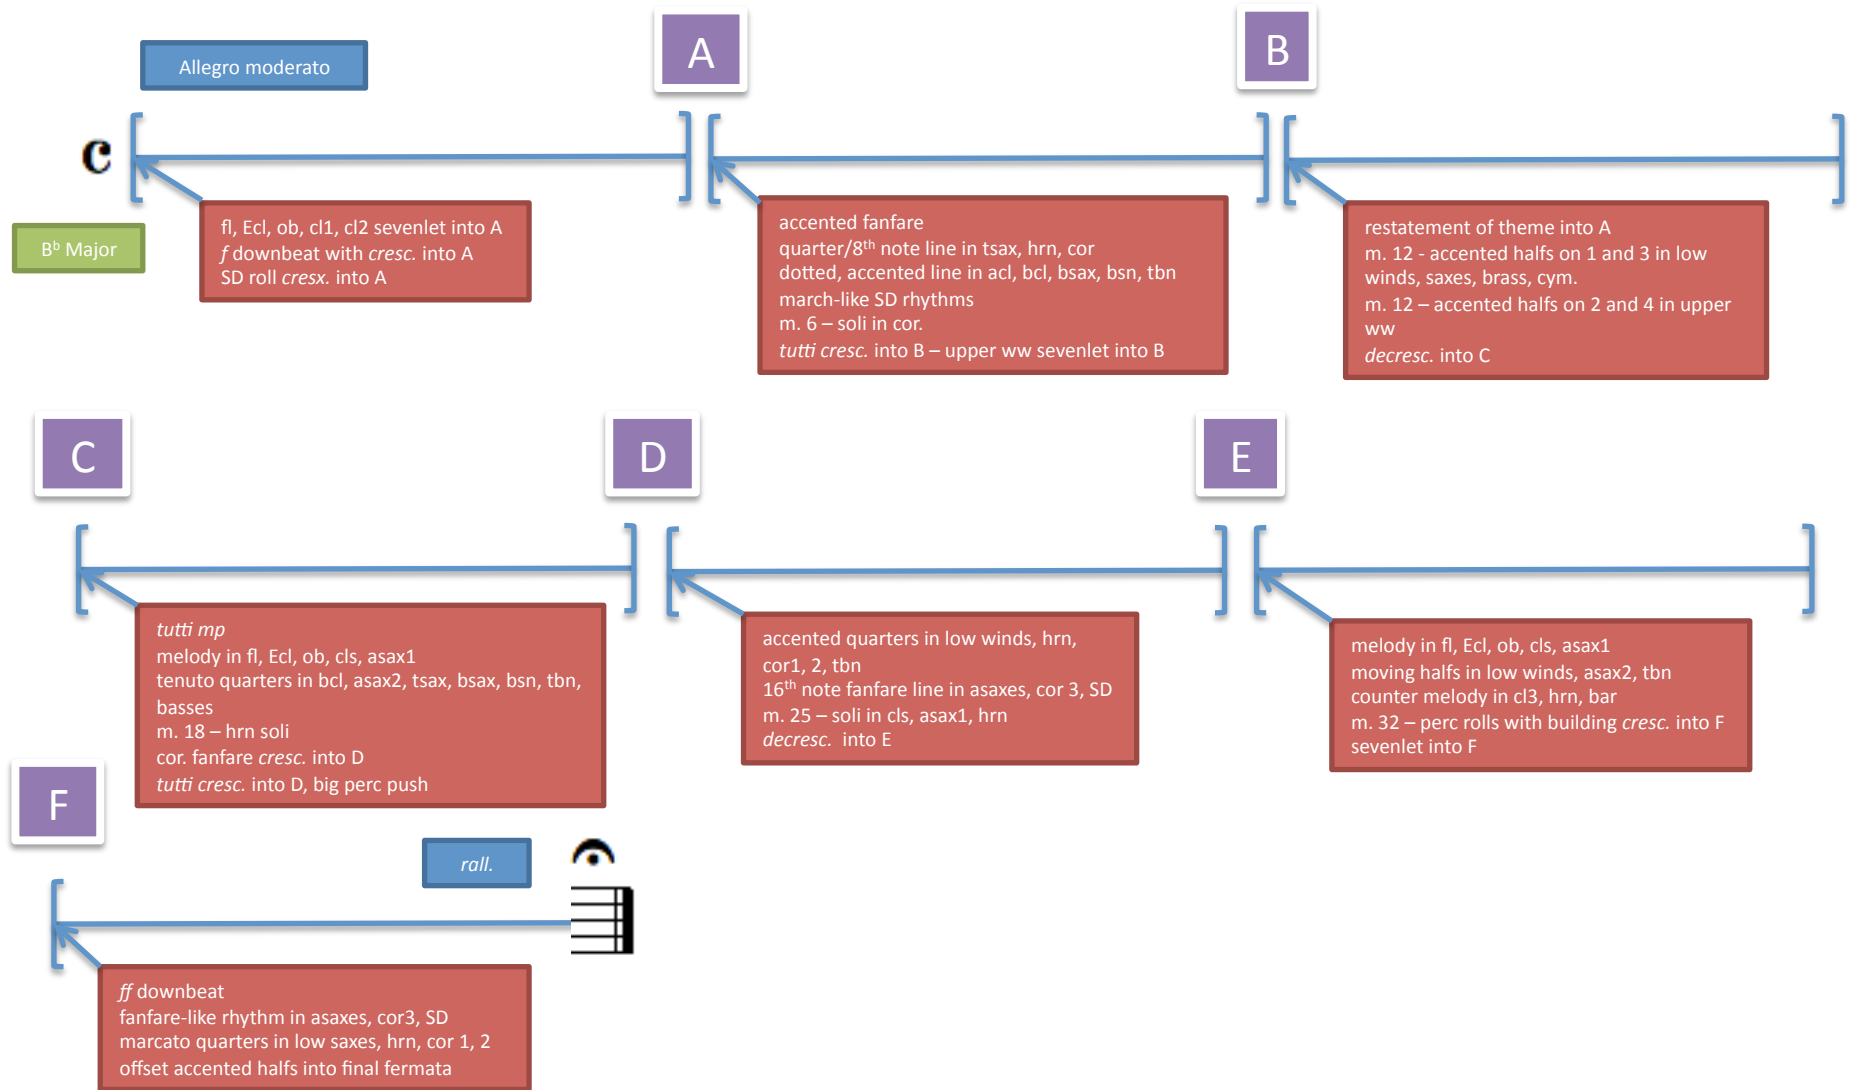 Allegro moderato
A
B
c
B♭ Major
fl, Ecl, ob, cl1, cl2 sevenlet into A
f downbeat with cresc. into A
SD roll cresx. into A
accented fanfare
quarter/8th note line in tsax, hrn, cor
dotted, accented line in acl, bcl, bsax, bsn, tbn
march-like SD rhythms
m. 6 – soli in cor.
tutti cresc. into B – upper ww sevenlet into B
restatement of theme into A
m. 12 - accented halfs on 1 and 3 in low
winds, saxes, brass, cym.
m. 12 – accented halfs on 2 and 4 in upper
ww
decresc. into C
C
D
E
tutti mp
melody in fl, Ecl, ob, cls, asax1
tenuto quarters in bcl, asax2, tsax, bsax, bsn, tbn,
basses
m. 18 – hrn soli
cor. fanfare cresc. into D
tutti cresc. into D, big perc push
accented quarters in low winds, hrn,
cor1, 2, tbn
16th note fanfare line in asaxes, cor 3, SD
m. 25 – soli in cls, asax1, hrn
decresc. into E
melody in fl, Ecl, ob, cls, asax1
moving halfs in low winds, asax2, tbn
counter melody in cl3, hrn, bar
m. 32 – perc rolls with building cresc. into F
sevenlet into F
F
rall.
ff downbeat
fanfare-like rhythm in asaxes, cor3, SD
marcato quarters in low saxes, hrn, cor 1, 2
offset accented halfs into final fermata